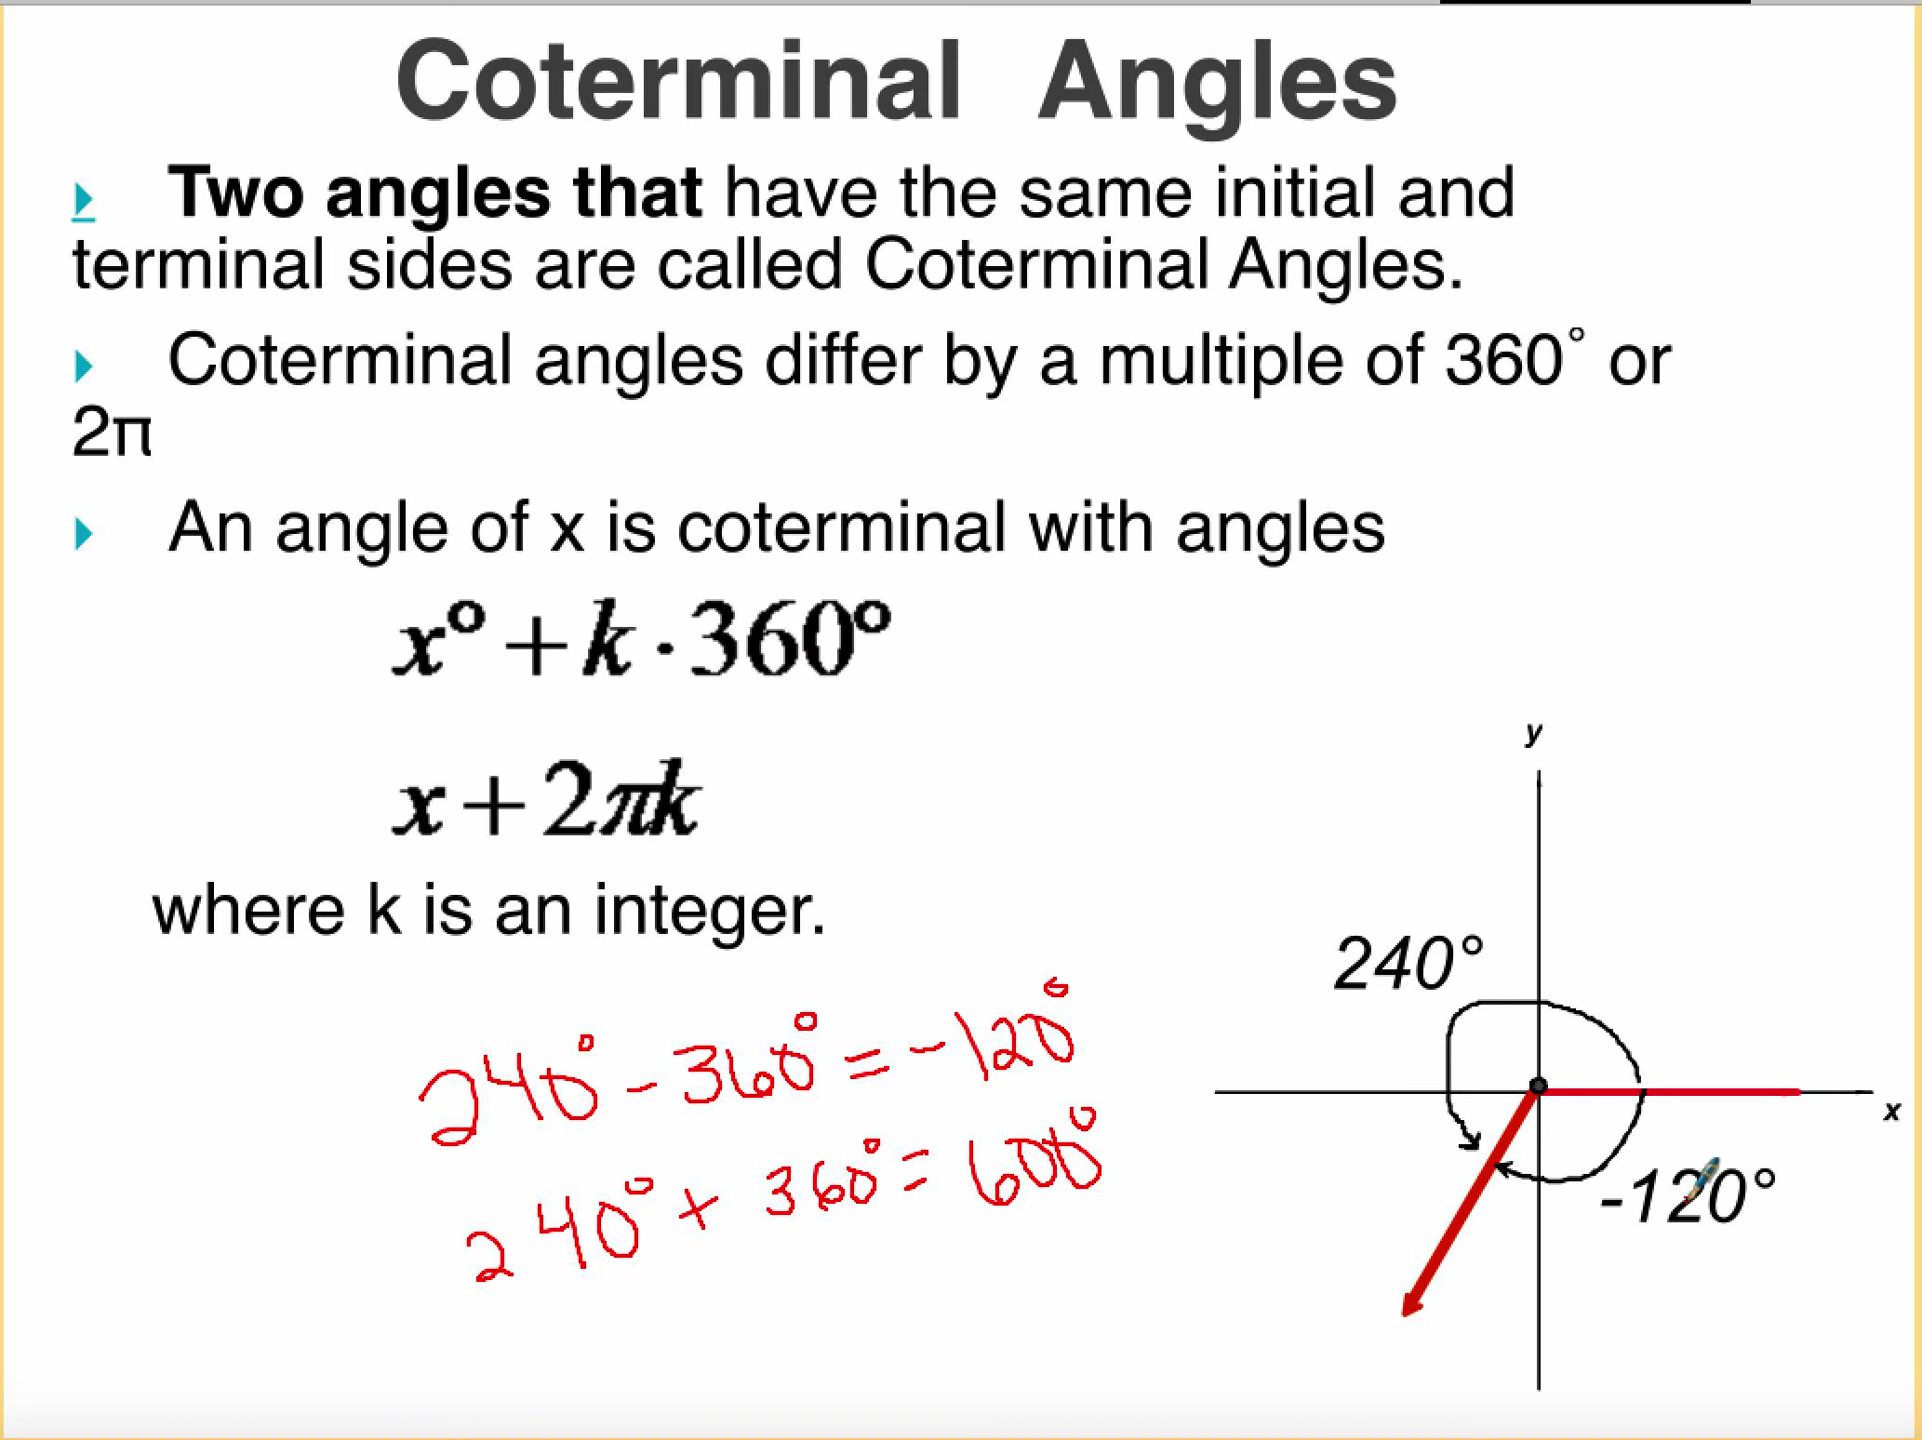 Coterminal Angles
Two angles that have the same initial and
terminal sides are called Coterminal Angles.
Coterminal angles differ by a multiple of 360° or
2π
An angle of x is coterminal with angles
x° + k · 360°
x + 2πk
where k is an integer.
y
240°
x
-120°
240° - 360° = -120°
240° + 360° = 600°